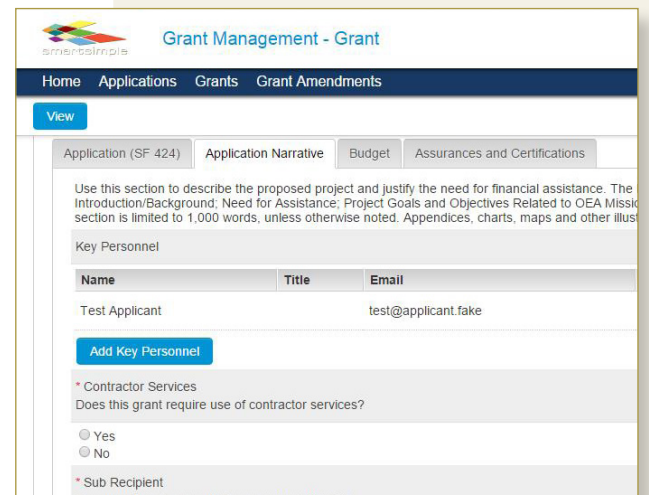 smartsimple
Grant Management - Grant
Home Applications Grants Grant Amendments
View
Application (SF 424) Application Narrative Budget Assurances and Certifications
Use this section to describe the proposed project and justify the need for financial assistance. The
Introduction/Background; Need for Assistance; Project Goals and Objectives Related to OEA
section is limited to 1,000 words, unless otherwise noted. Appendices, charts, maps and other
Key Personnel
Name Title Email
Test Applicant test@applicant.fake
Add Key Personnel
* Contractor Services
Does this grant require use of contractor services?
Yes
No
* Sub Recipient